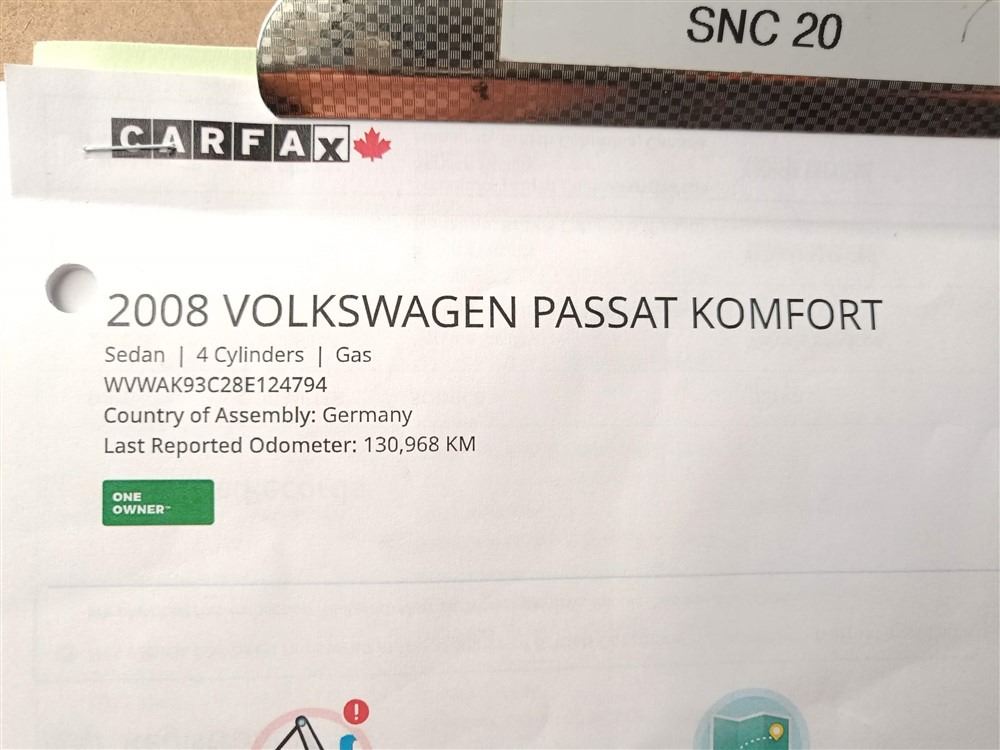 SNC 20
CARFAX
2008 VOLKSWAGEN PASSAT KOMFORT
Sedan | 4 Cylinders | Gas
WVWAK93C28E124794
Country of Assembly: Germany
Last Reported Odometer: 130,968 KM
ONE
OWNER™